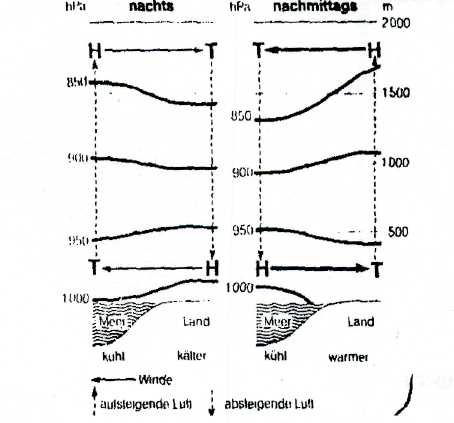 hPa nachts hPa nachmittags m
2000
H T T H
850 1500
850
900 1000
900
950 950 500
T H H T
1000 1000
Meer Land Meer Land
kühl kälter kühl warmer
Winde
aufsteigende Luft absteigende Luft